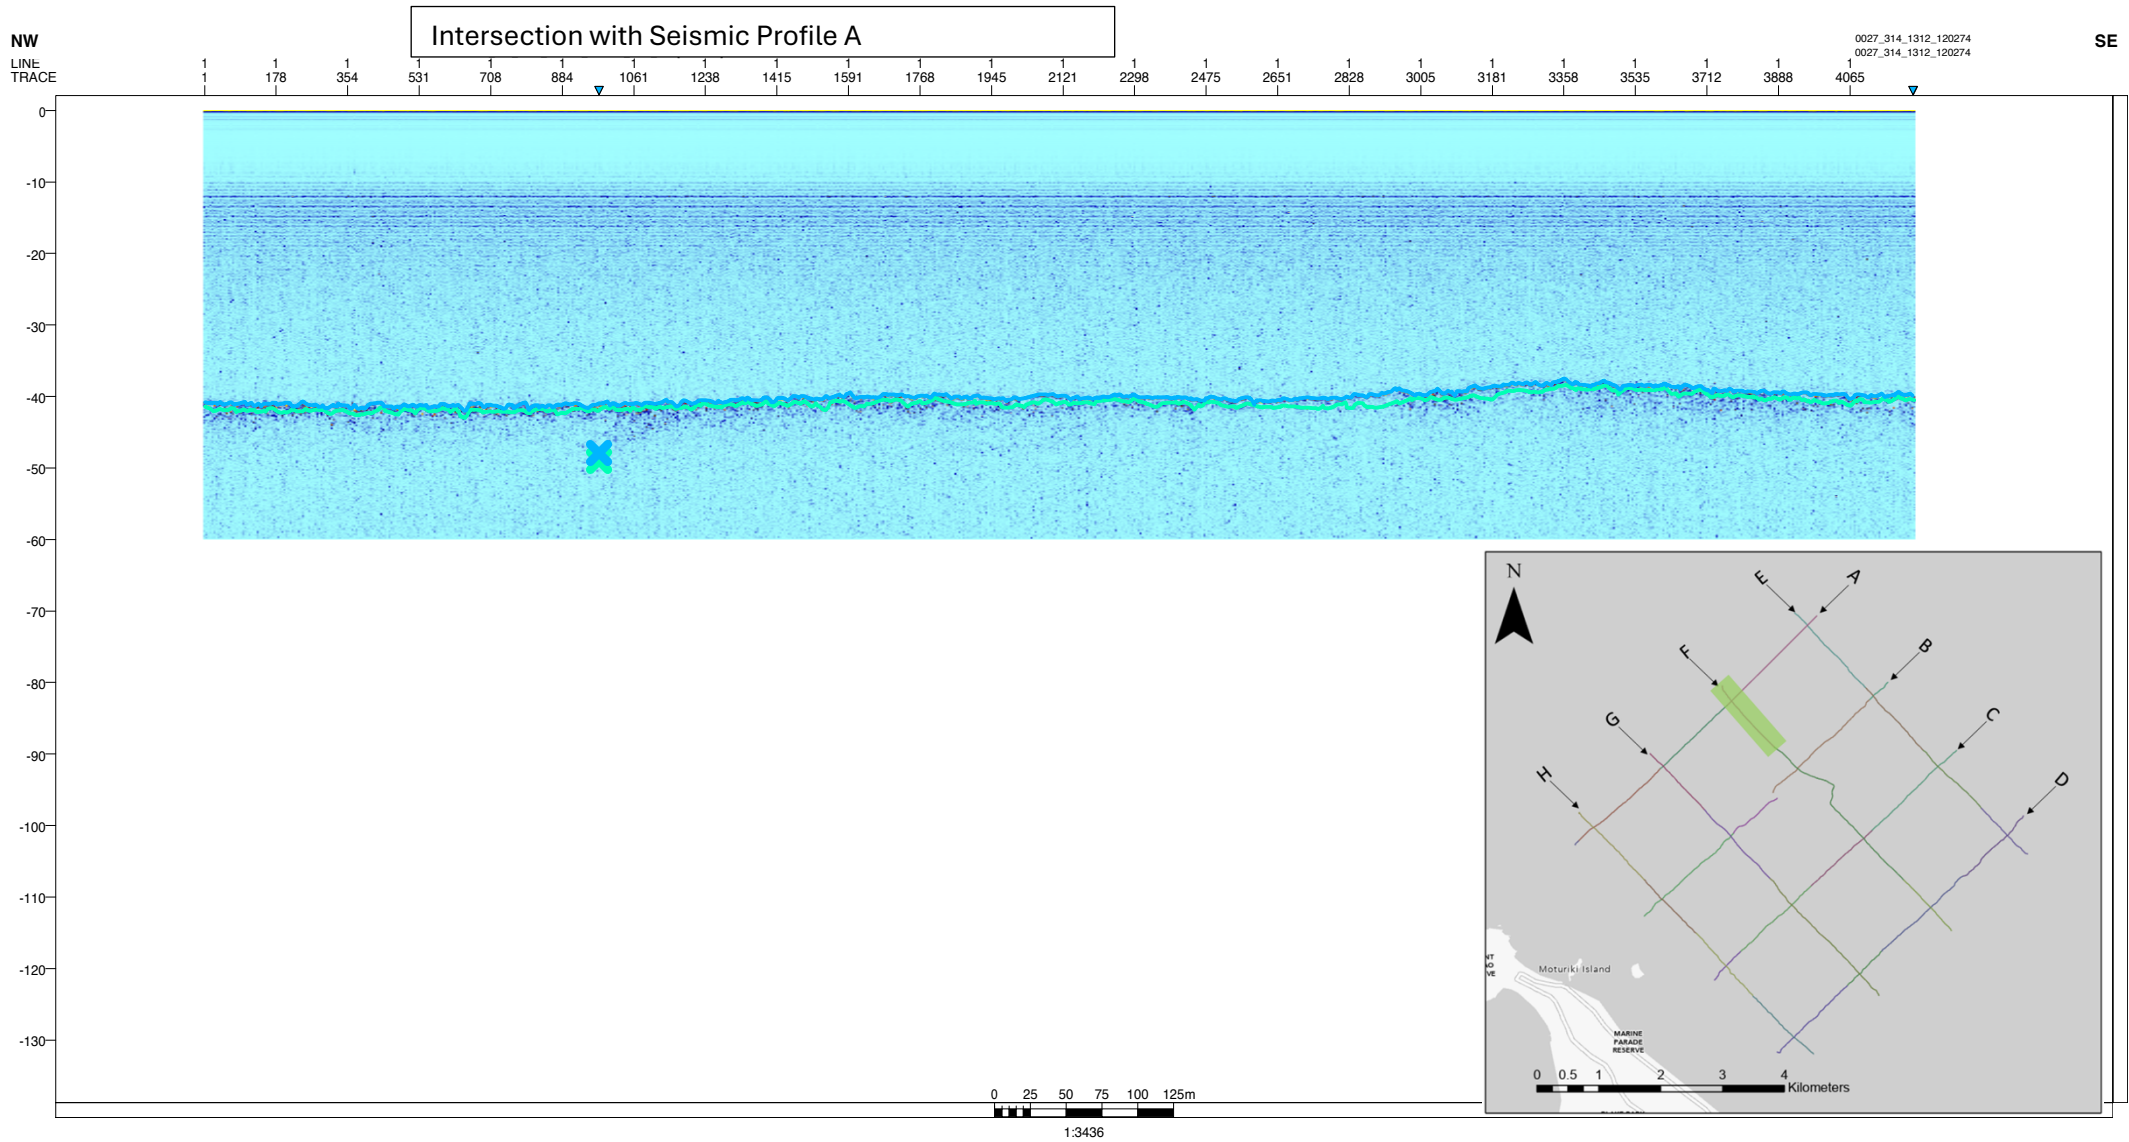 Intersection with Seismic Profile A
NW
SE
0027_314_1312_120274
0027_314_1312_120274
LINE 1 1 1 1 1 1 1 1 1 1 1 1 1 1 1 1 1 1 1 1 1 1 1 1
TRACE 1 178 354 531 708 884 1061 1238 1415 1591 1768 1945 2121 2298 2475 2651 2828 3005 3181 3358 3535 3712 3888 4065
0
-10
-20
-30
-40
-50
-60
-70
-80
-90
-100
-110
-120
-130
N
E
A
F
B
G
C
H
D
NT
AO
VE
Moturiki Island
MARINE
PARADE
RESERVE
0 0.5 1 2 3 4
Kilometers
0 25 50 75 100 125m
1:3436